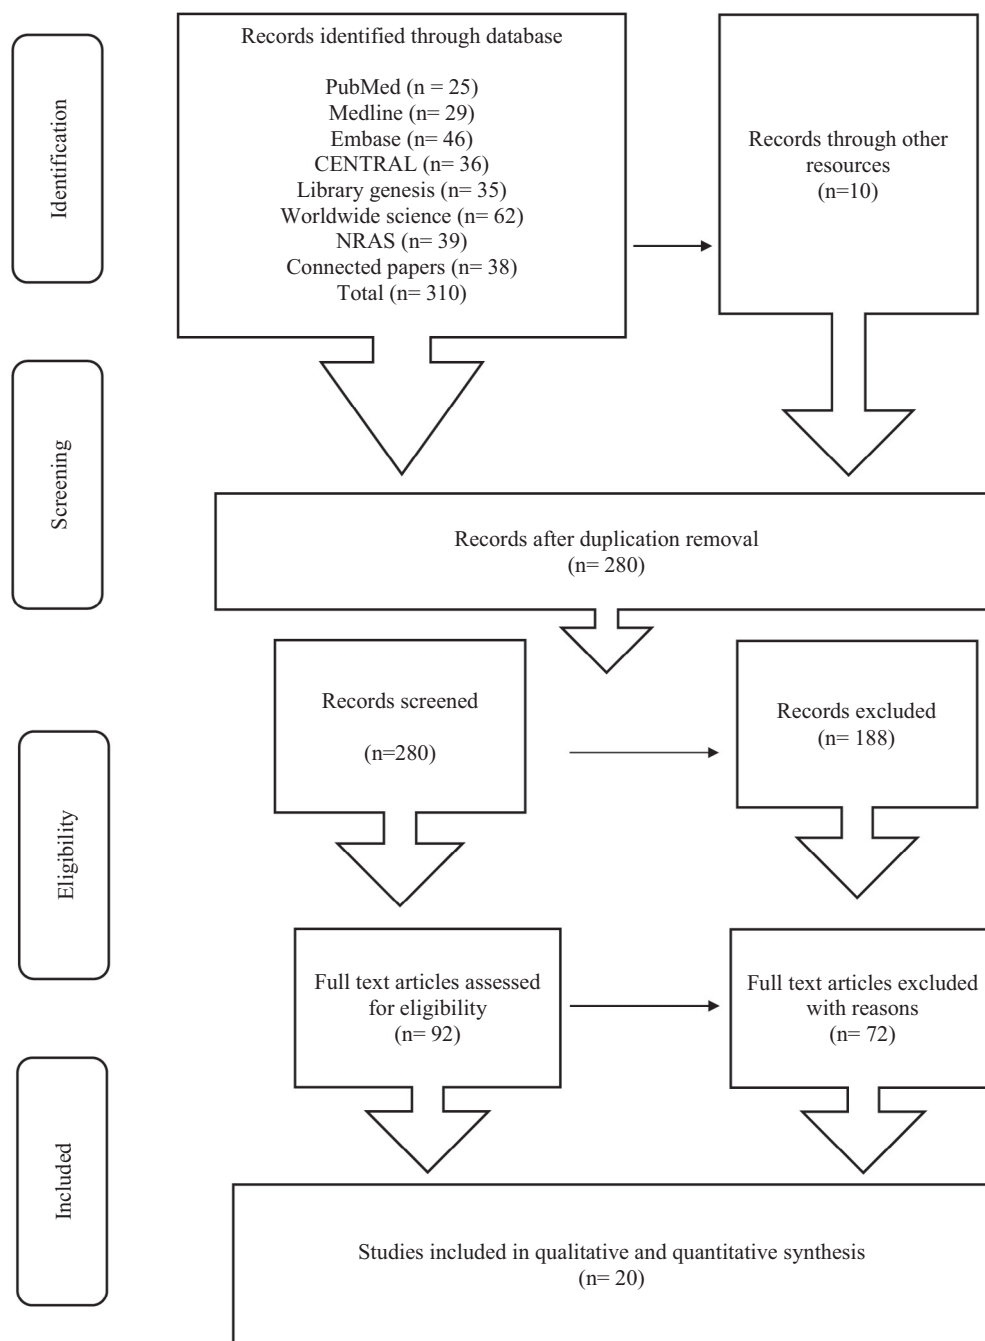 Identification
Records identified through database
PubMed (n = 25)
Medline (n= 29)
Embase (n= 46)
CENTRAL (n= 36)
Library genesis (n= 35)
Worldwide science (n= 62)
NRAS (n= 39)
Connected papers (n= 38)
Total (n= 310)
Records through other
resources
(n=10)
Screening
Records after duplication removal
(n= 280)
Records screened
(n=280)
Records excluded
(n= 188)
Eligibility
Full text articles assessed
for eligibility
(n= 92)
Full text articles excluded
with reasons
(n= 72)
Included
Studies included in qualitative and quantitative synthesis
(n= 20)